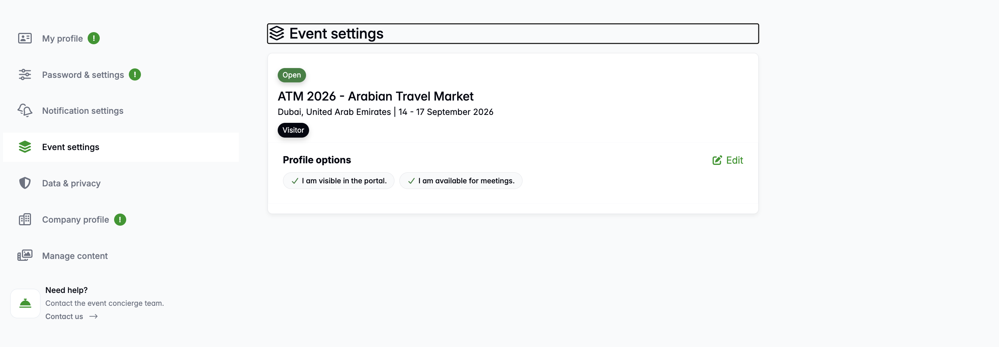 My profile
Password & settings
Notification settings
Event settings
Data & privacy
Company profile
Manage content
Need help?
Contact the event concierge team.
Contact us
Event settings
Open
ATM 2026 - Arabian Travel Market
Dubai, United Arab Emirates | 14 - 17 September 2026
Visitor
Profile options
Edit
I am visible in the portal.
I am available for meetings.